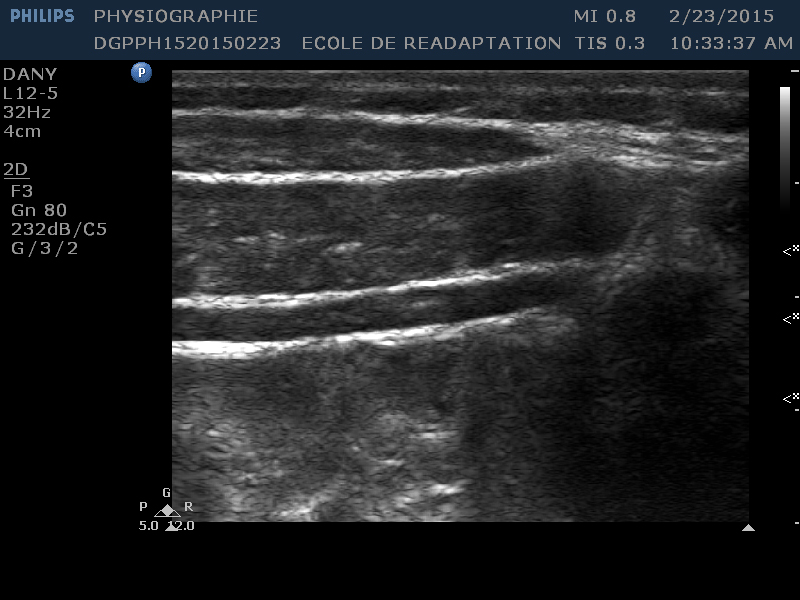 PHILIPS PHYSIOGRAPHIE MI 0.8 2/23/2015
DGPPH1520150223 ECOLE DE READAPTATION TIS 0.3 10:33:37 AM
DANY
L12-5
32Hz
4cm
2D
F3
Gn 80
232dB/C5
G/3/2
P
G
P R
5.0 12.0